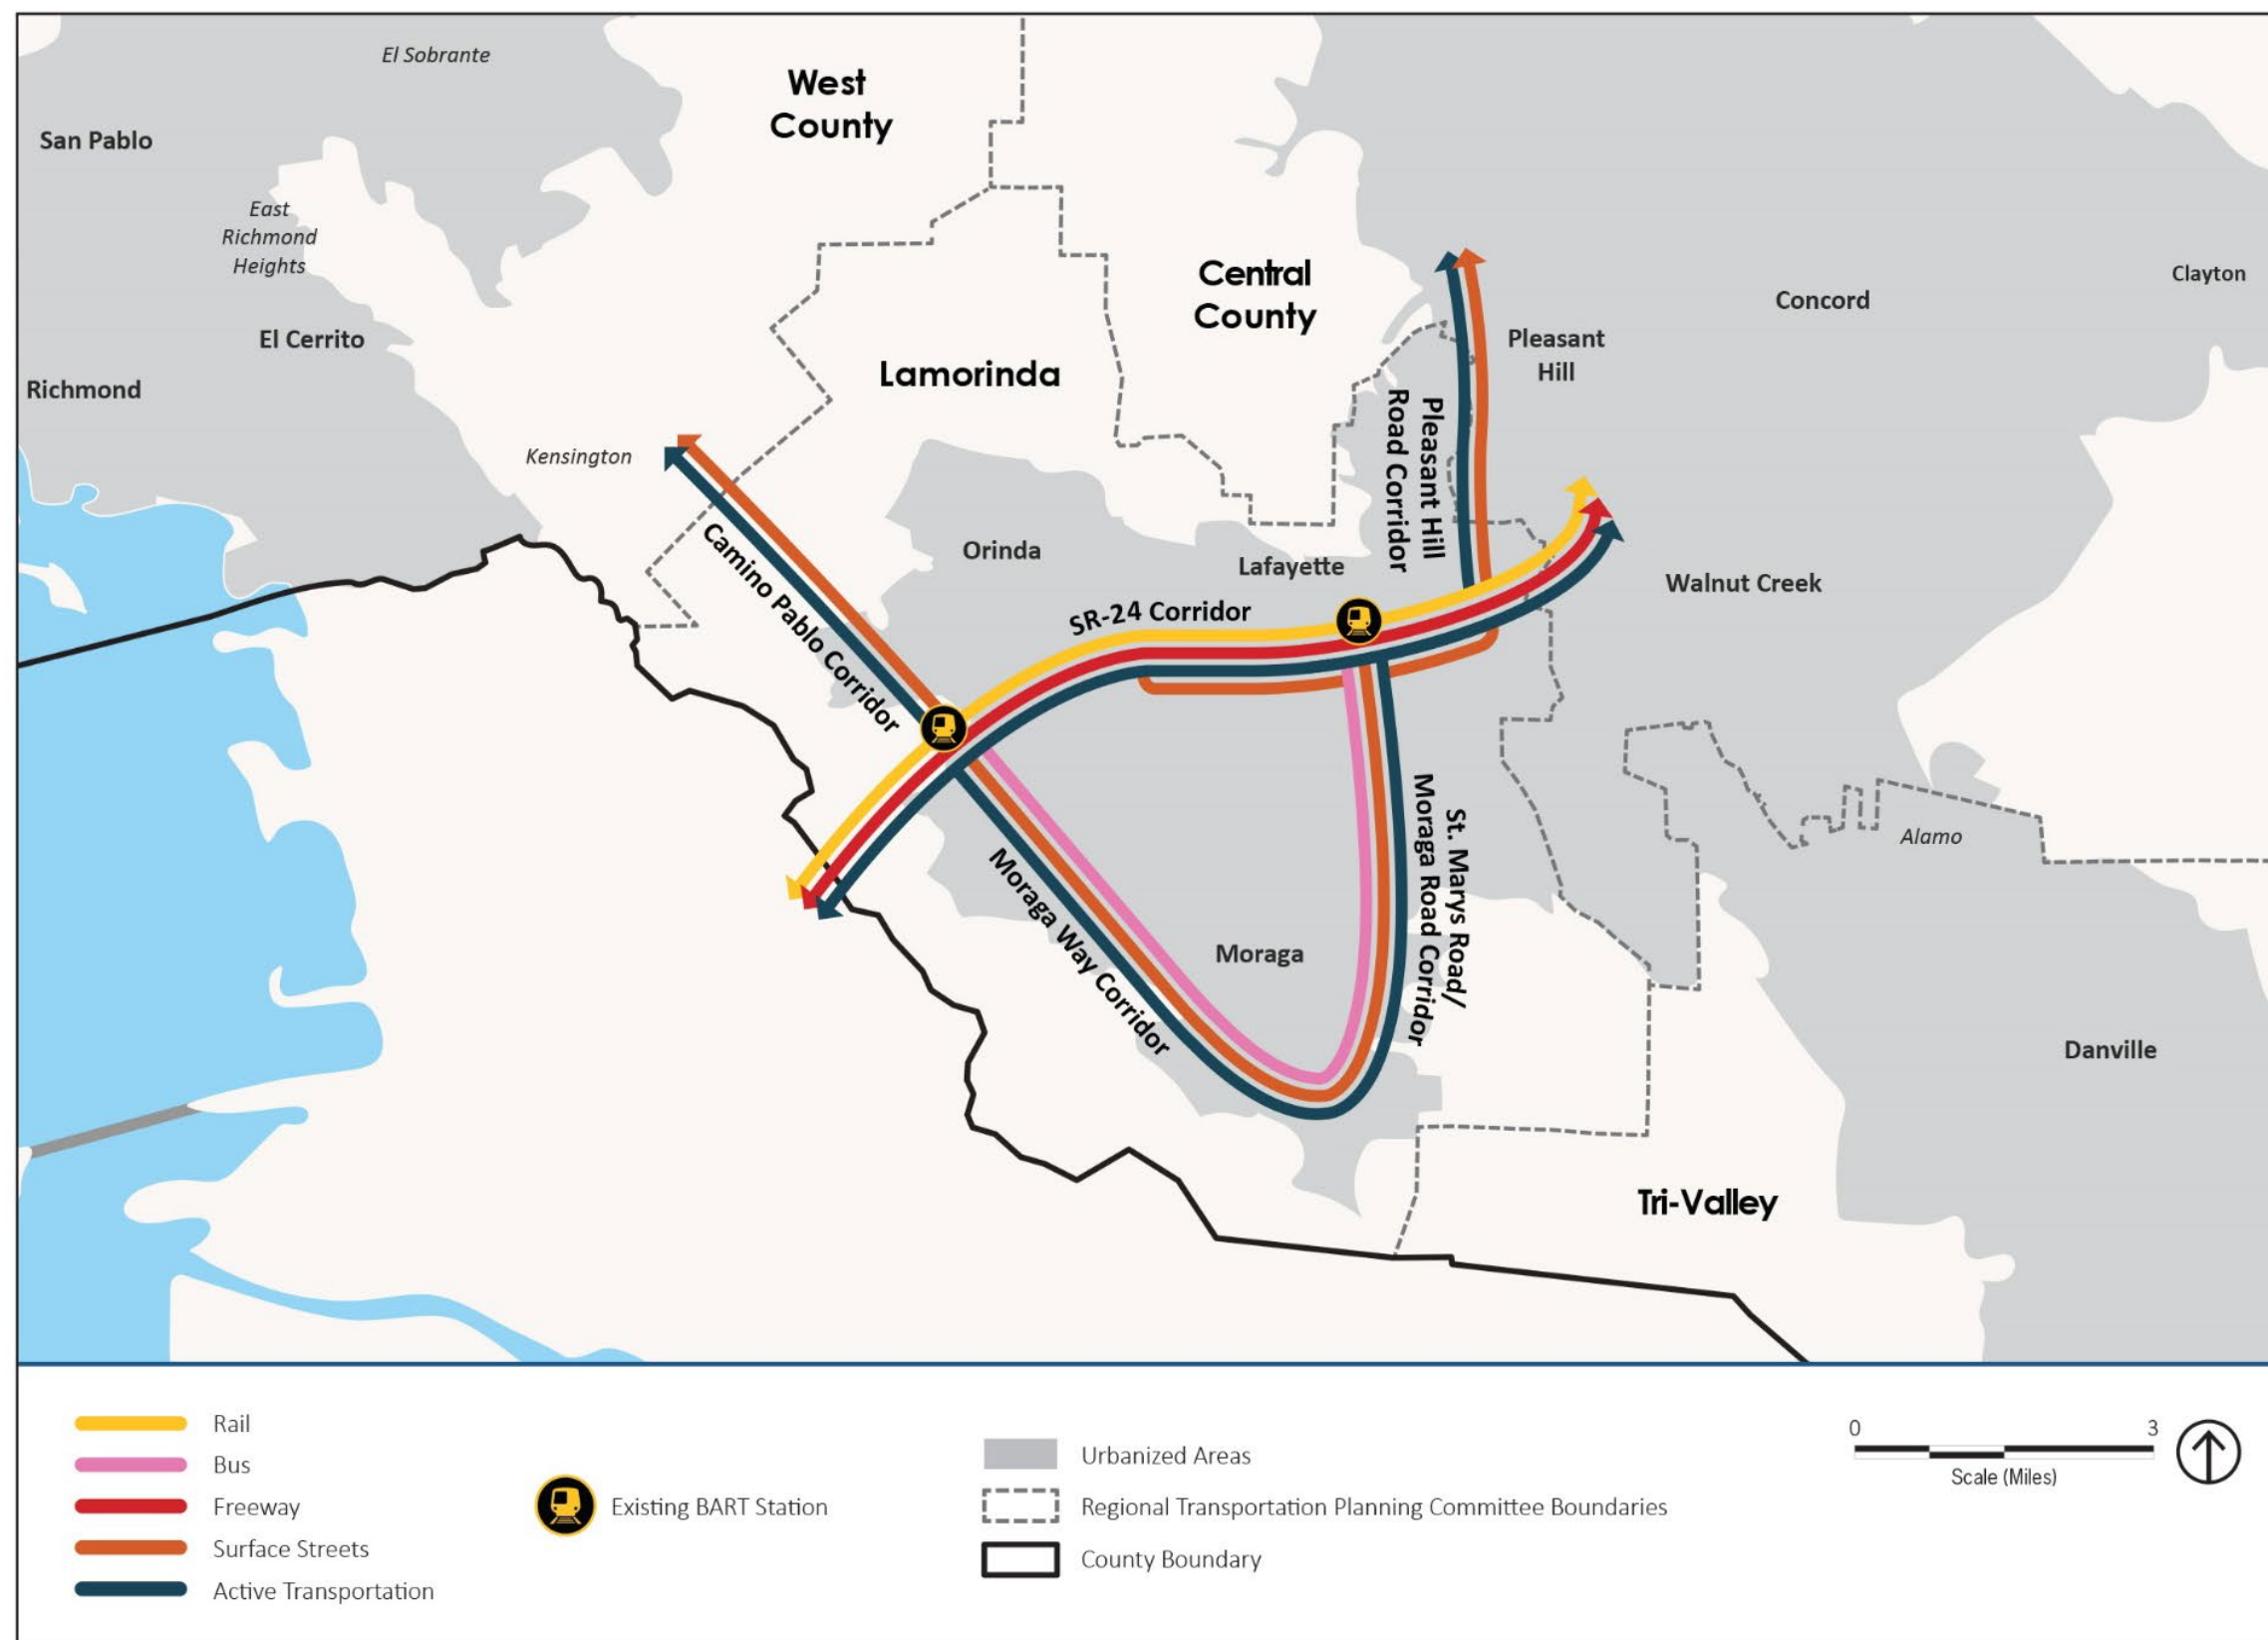 El Sobrante
West
County
San Pablo
East
Richmond
Heights
Central
County
Clayton
Concord
El Cerrito
Pleasant
Hill
Lamorinda
Richmond
Kensington
Pleasant Hill
Road Corridor
Camino Pablo Corridor
Orinda
Lafayette
Walnut Creek
SR-24 Corridor
St. Marys Road/
Moraga Road Corridor
Alamo
Moraga Way Corridor
Moraga
Danville
Tri-Valley
Rail
Bus
Freeway
Surface Streets
Active Transportation
Existing BART Station
Urbanized Areas
Regional Transportation Planning Committee Boundaries
County Boundary
0 3
Scale (Miles)